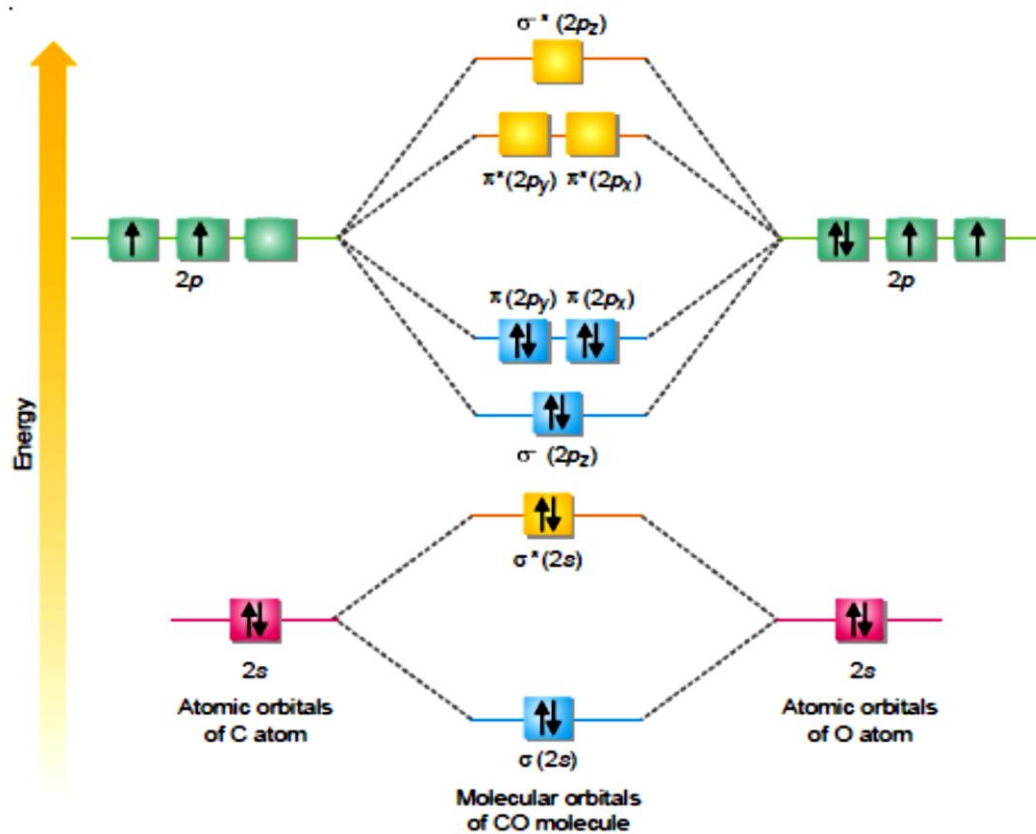 σ* (2pz)
π*(2py) π*(2px)
2p
2p
π(2py) π(2px)
σ (2pz)
Energy
σ*(2s)
2s
2s
Atomic orbitals
of C atom
Atomic orbitals
of O atom
σ(2s)
Molecular orbitals
of CO molecule